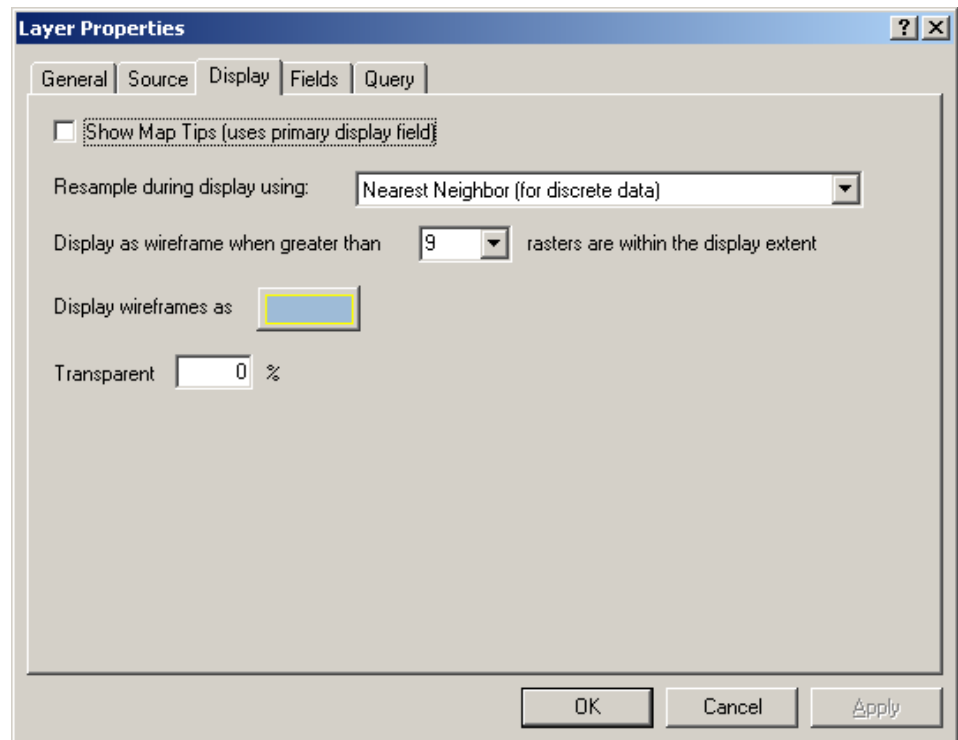 Layer Properties
General Source Display Fields Query
Show Map Tips (uses primary display field)
Resample during display using: Nearest Neighbor (for discrete data)
Display as wireframe when greater than 9 rasters are within the display extent
Display wireframes as
Transparent 0 %
OK Cancel Apply